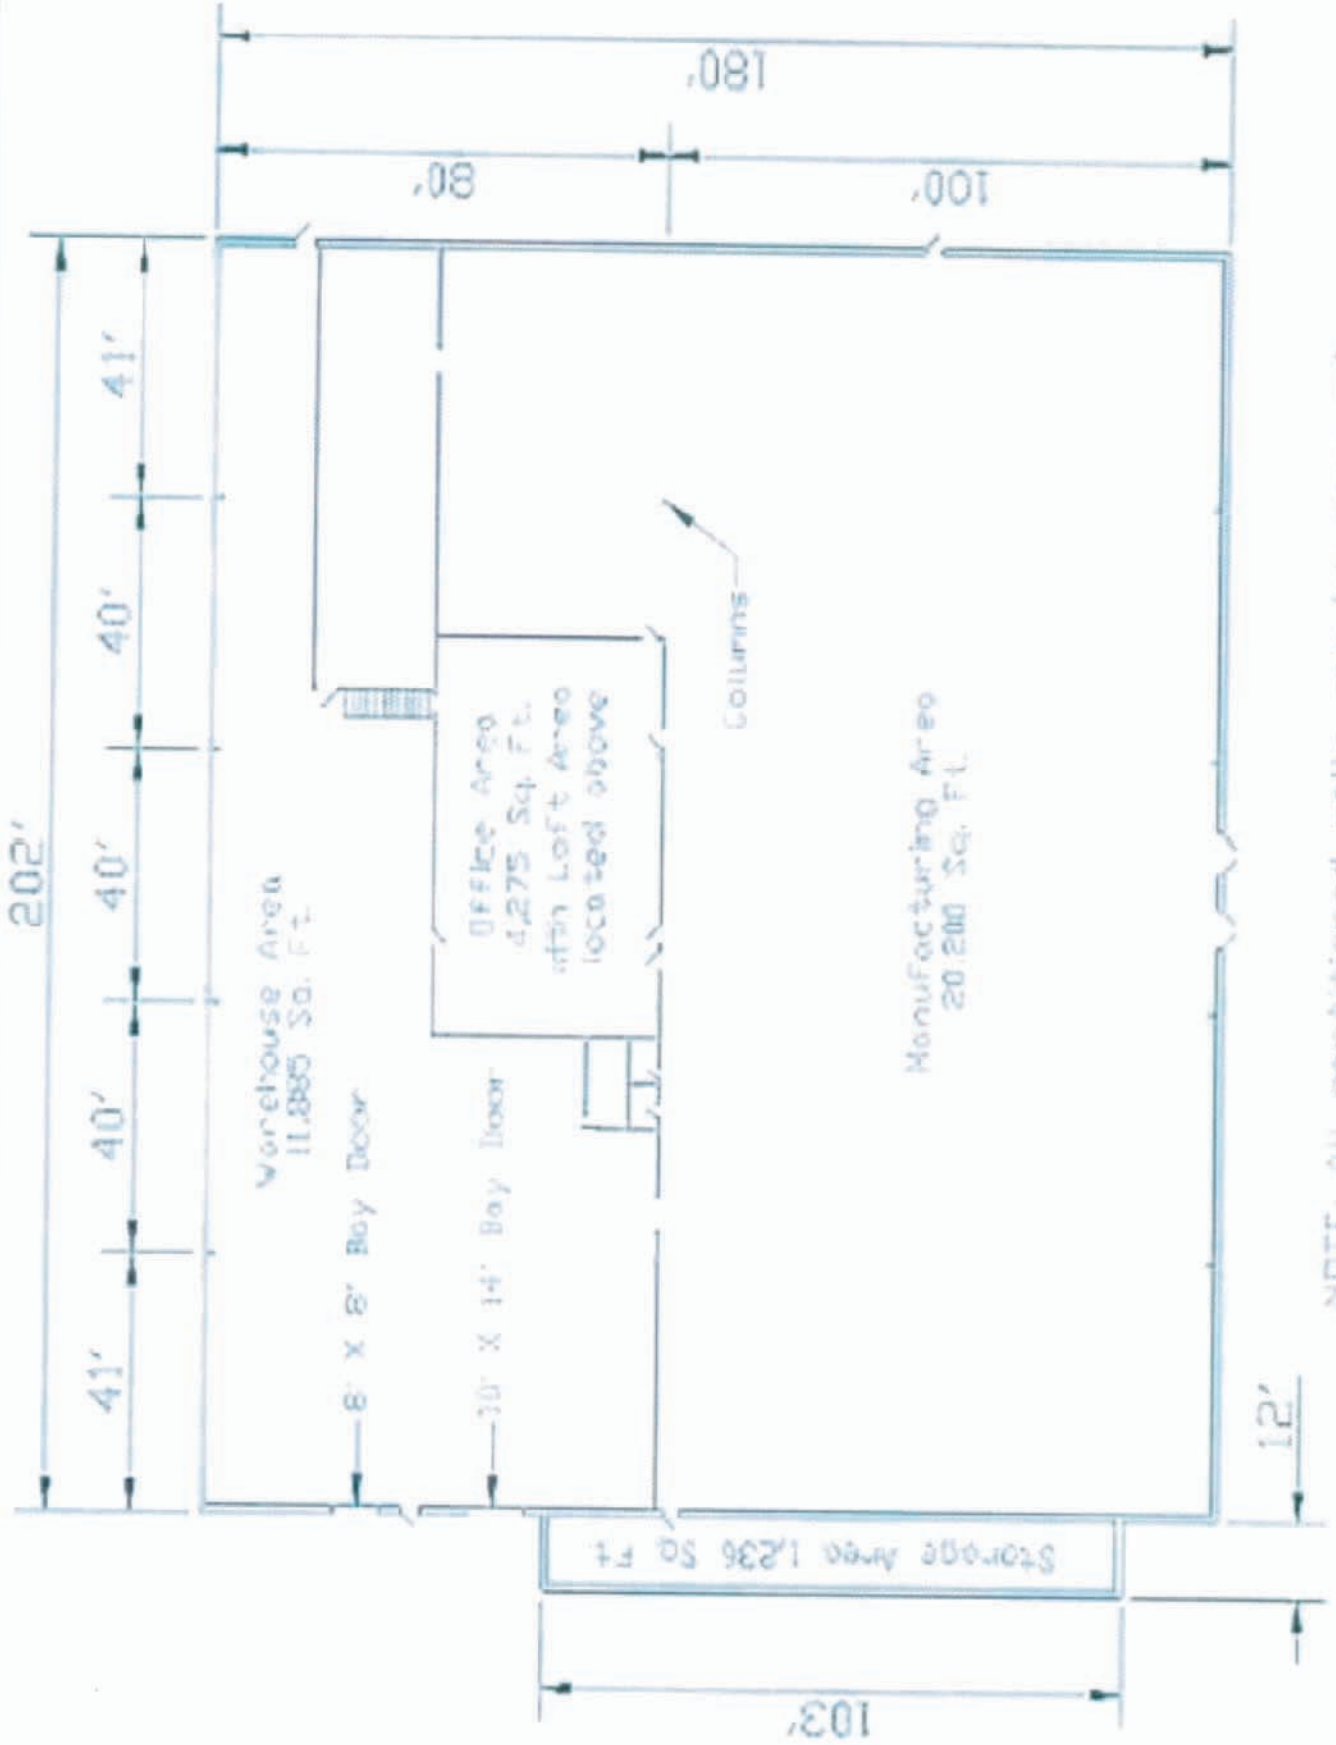 202'
41'
40'
40'
40'
41'
180'
80'
100'
Warehouse Area
11,885 Sq. Ft.
8' X 8' Bay Door
10' X 14' Bay Door
Office Area
4,275 Sq. Ft.
Loft Area
located above
Columns
Manufacturing Area
20,200 Sq. Ft.
Storage Area 1,236 Sq Ft
103'
12'